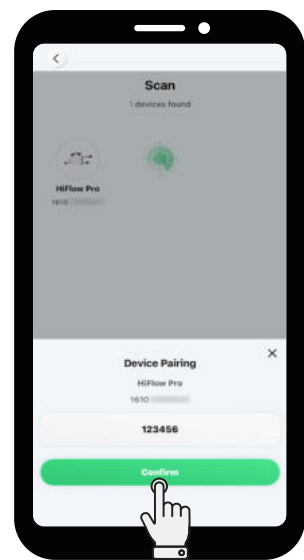 Scan
1 devices found
HiFlow Pro
1610
Device Pairing
HiFlow Pro
1610
123456
Confirm